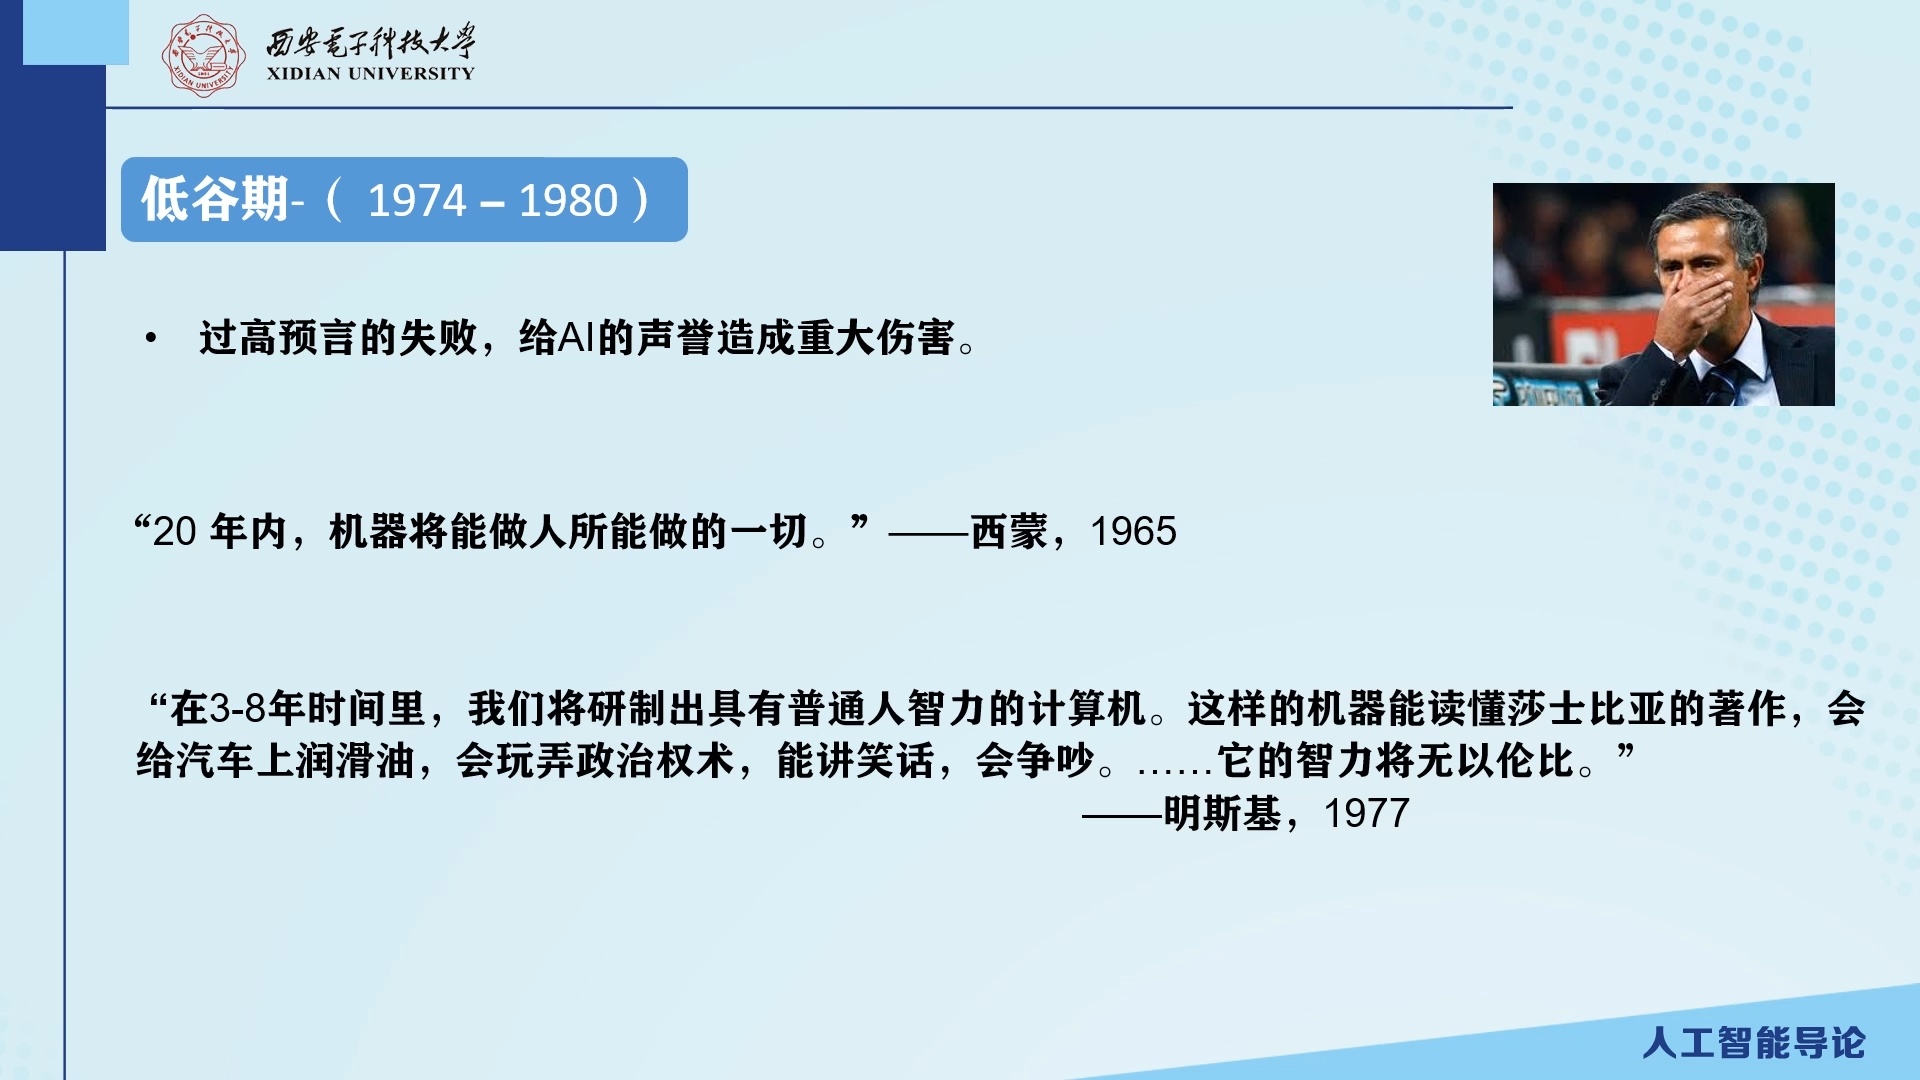 西安电子科技大学
XIDIAN UNIVERSITY
低谷期-（ 1974 – 1980 ）
• 过高预言的失败，给AI的声誉造成重大伤害。
“20 年内，机器将能做人所能做的一切。”——西蒙，1965
“在3-8年时间里，我们将研制出具有普通人智力的计算机。这样的机器能读懂莎士比亚的著作，会
给汽车上润滑油，会玩弄政治权术，能讲笑话，会争吵。……它的智力将无以伦比。”
——明斯基，1977
人工智能导论